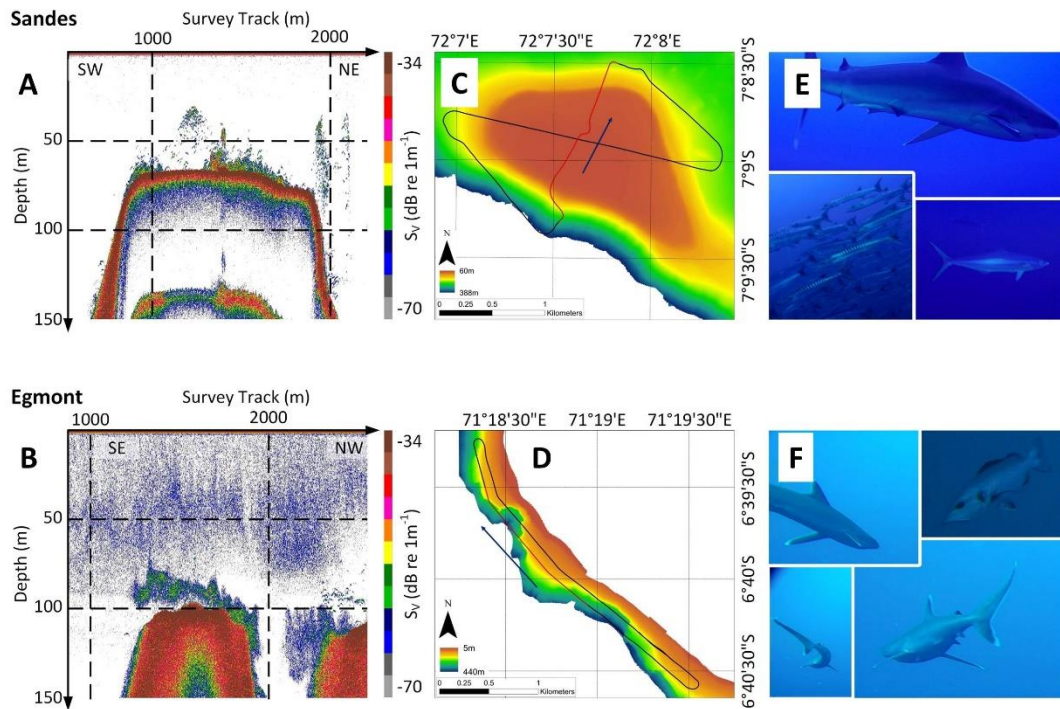 Sandes
Survey Track (m)
1000 2000
A
SW NE
Depth (m)
50
100
150
-34
Sᵥ (dB re 1m⁻¹)
-70
72°7'E 72°7'30"E 72°8'E
C
7°8'30"S
7°9'S
7°9'30"S
N
60m
388m
0 0.25 0.5 1
Kilometers
E
Egmont
Survey Track (m)
1000 2000
B
SE NW
Depth (m)
50
100
150
-34
Sᵥ (dB re 1m⁻¹)
-70
71°18'30"E 71°19'E 71°19'30"E
D
6°39'30"S
6°40'S
6°40'30"S
N
5m
440m
0 0.25 0.5 1
Kilometers
F